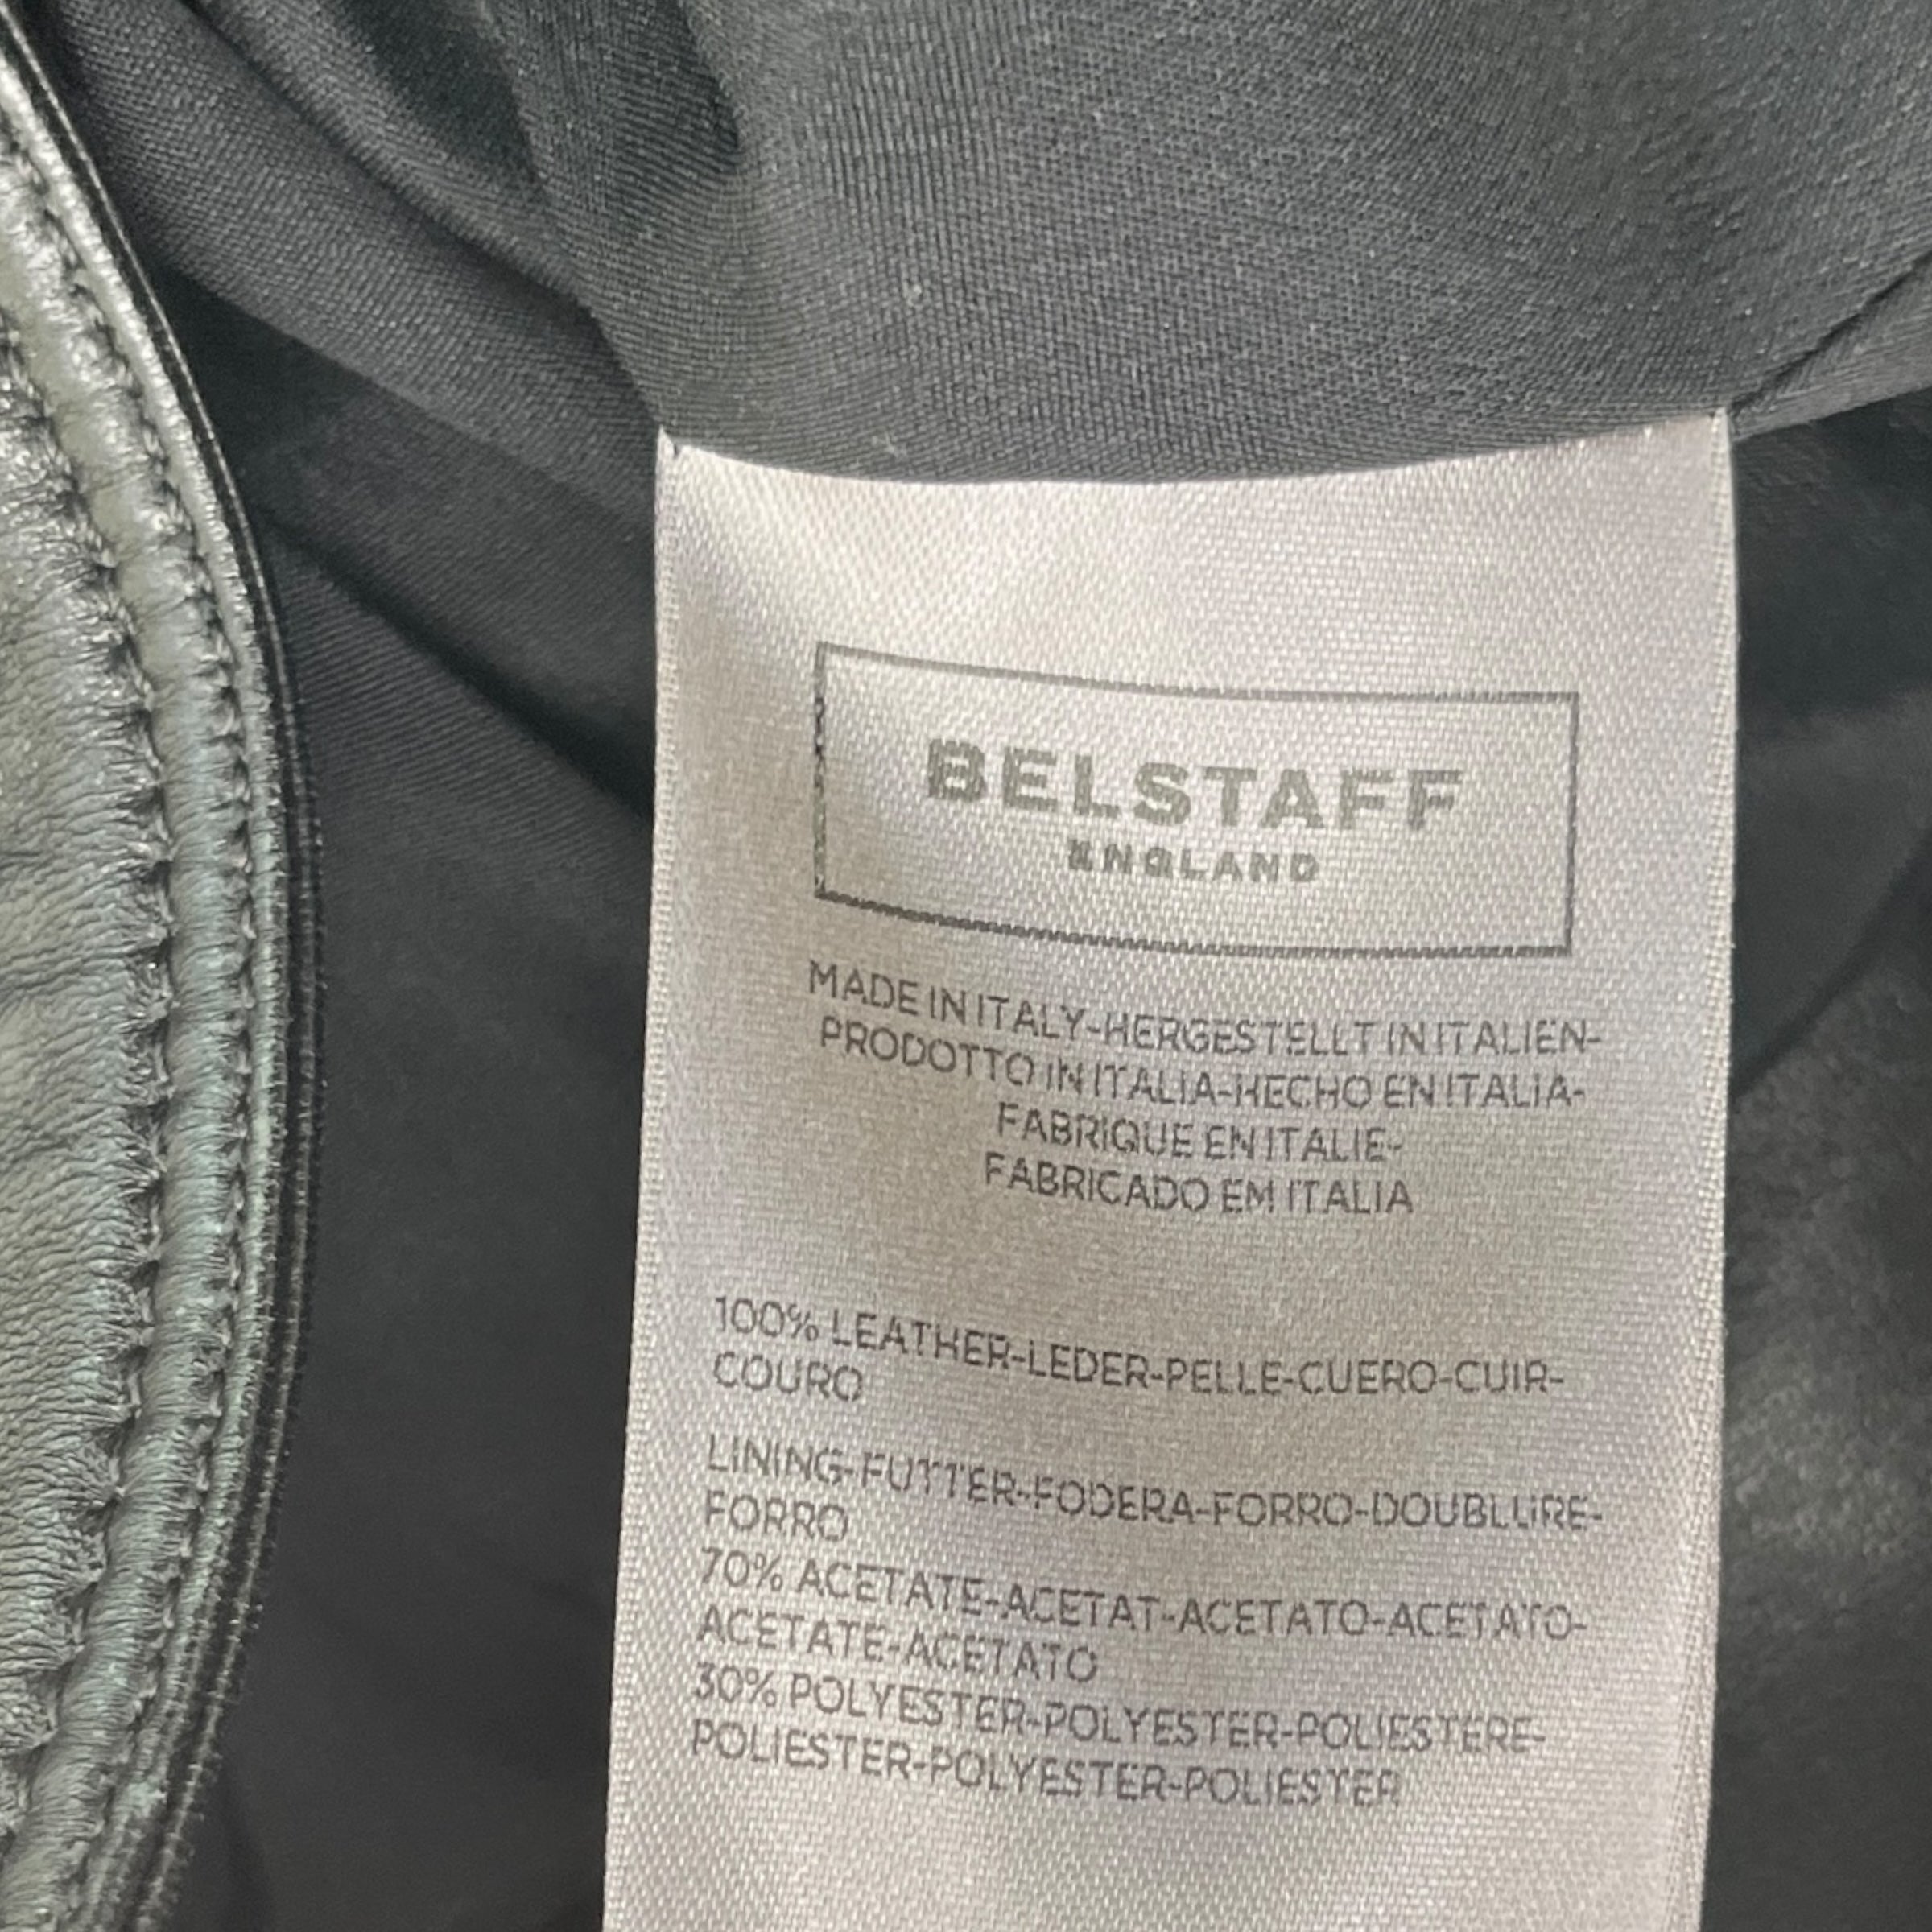 BELSTAFF
ENGLAND
MADE IN ITALY-HERGESTELLT IN ITALIEN-
PRODOTTO IN ITALIA-HECHO EN ITALIA-
FABRIQUE EN ITALIE-
FABRICADO EM ITALIA
100% LEATHER-LEDER-PELLE-CUERO-CUIR-
COURO
LINING-FUTTER-FODERA-FORRO-DOUBLURE-
FORRO
70% ACETATE-ACETAT-ACETATO-ACETATO-
ACETATE-ACETATO
30% POLYESTER-POLYESTER-POLIESTERE-
POLIESTER-POLYESTER-POLIESTER